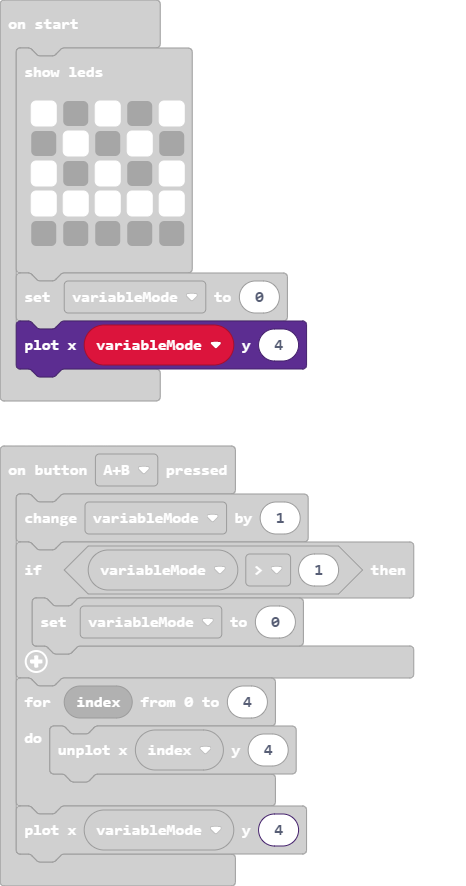 on start
show leds
set variableMode to 0
plot x variableMode y 4
on button A+B pressed
change variableMode by 1
if variableMode > 1 then
set variableMode to 0
for index from 0 to 4
do
unplot x index y 4
plot x variableMode y 4